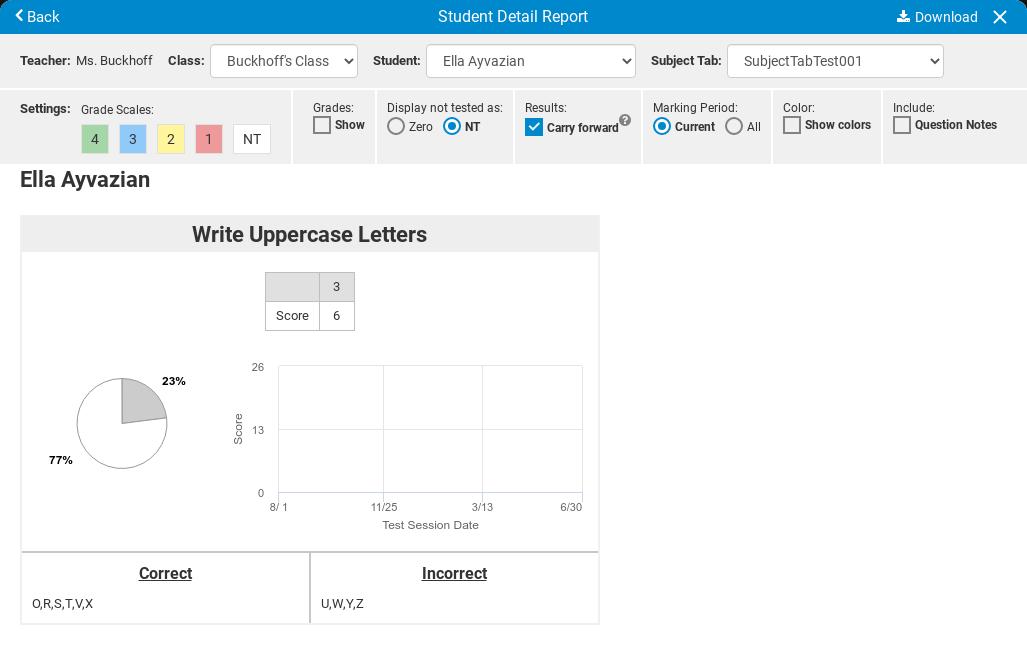 Back
Student Detail Report
Download
Teacher: Ms. Buckhoff Class: Buckhoff's Class Student: Ella Ayvazian Subject Tab: SubjectTabTest001
Settings: Grade Scales:
4 3 2 1 NT
Grades:
Show
Display not tested as:
Zero NT
Results:
Carry forward ?
Marking Period:
Current All
Color:
Show colors
Include:
Question Notes
Ella Ayvazian
Write Uppercase Letters
3
Score 6
23%
77%
26
13
0
Score
8/ 1 11/25 3/13 6/30
Test Session Date
Correct
O,R,S,T,V,X
Incorrect
U,W,Y,Z